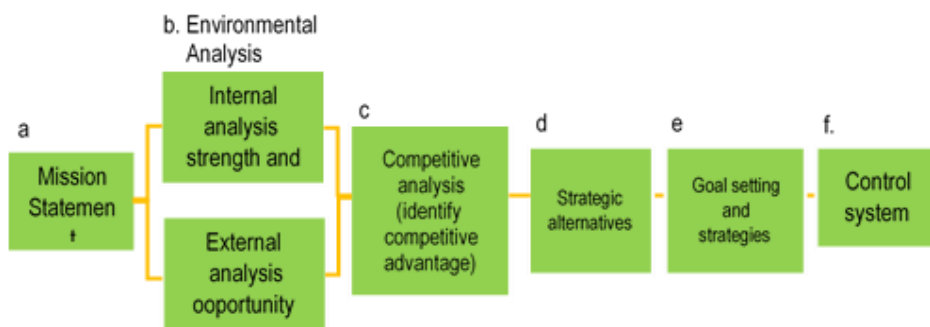 b. Environmental
Analysis
a
Mission
Statemen
t
Internal
analysis
strength and
External
analysis
ooportunity
c
Competitive
analysis
(identify
competitive
advantage)
d
Strategic
alternatives
e
Goal setting
and
strategies
f.
Control
system